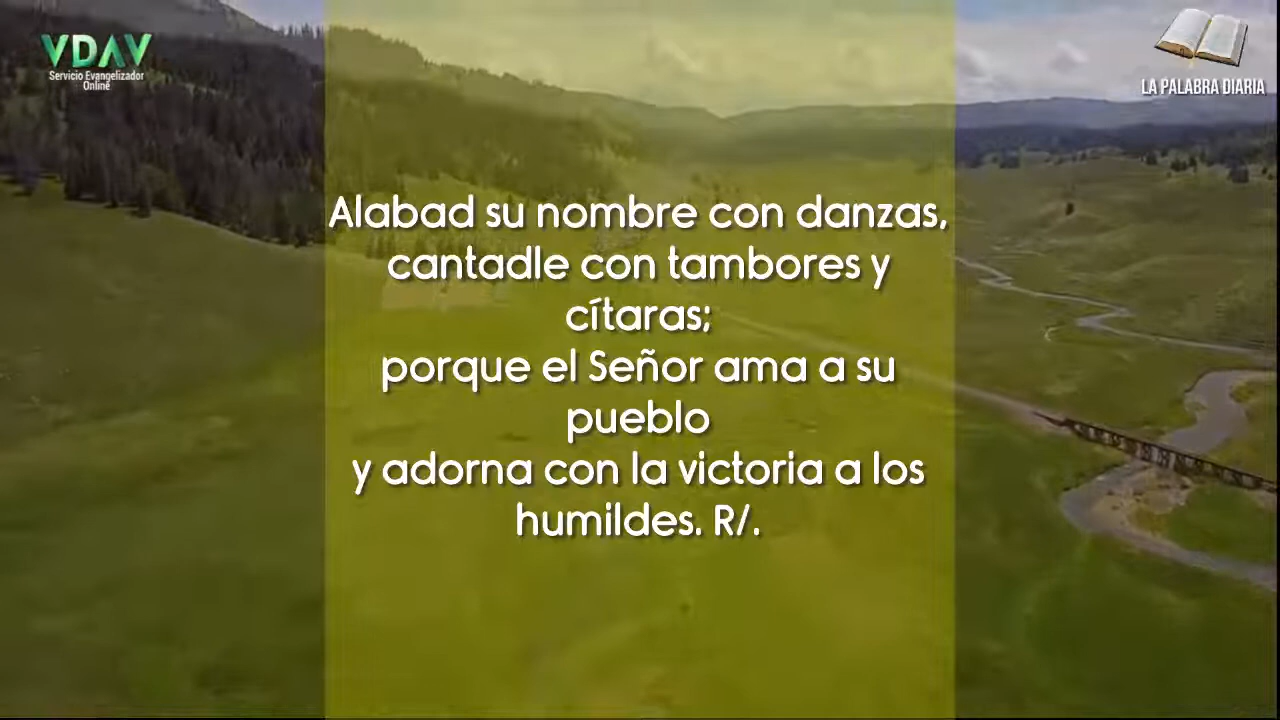 VDAV
Servicio Evangelizador
Online
LA PALABRA DIARIA
Alabad su nombre con danzas,
cantadle con tambores y
cítaras;
porque el Señor ama a su
pueblo
y adorna con la victoria a los
humildes. R/.